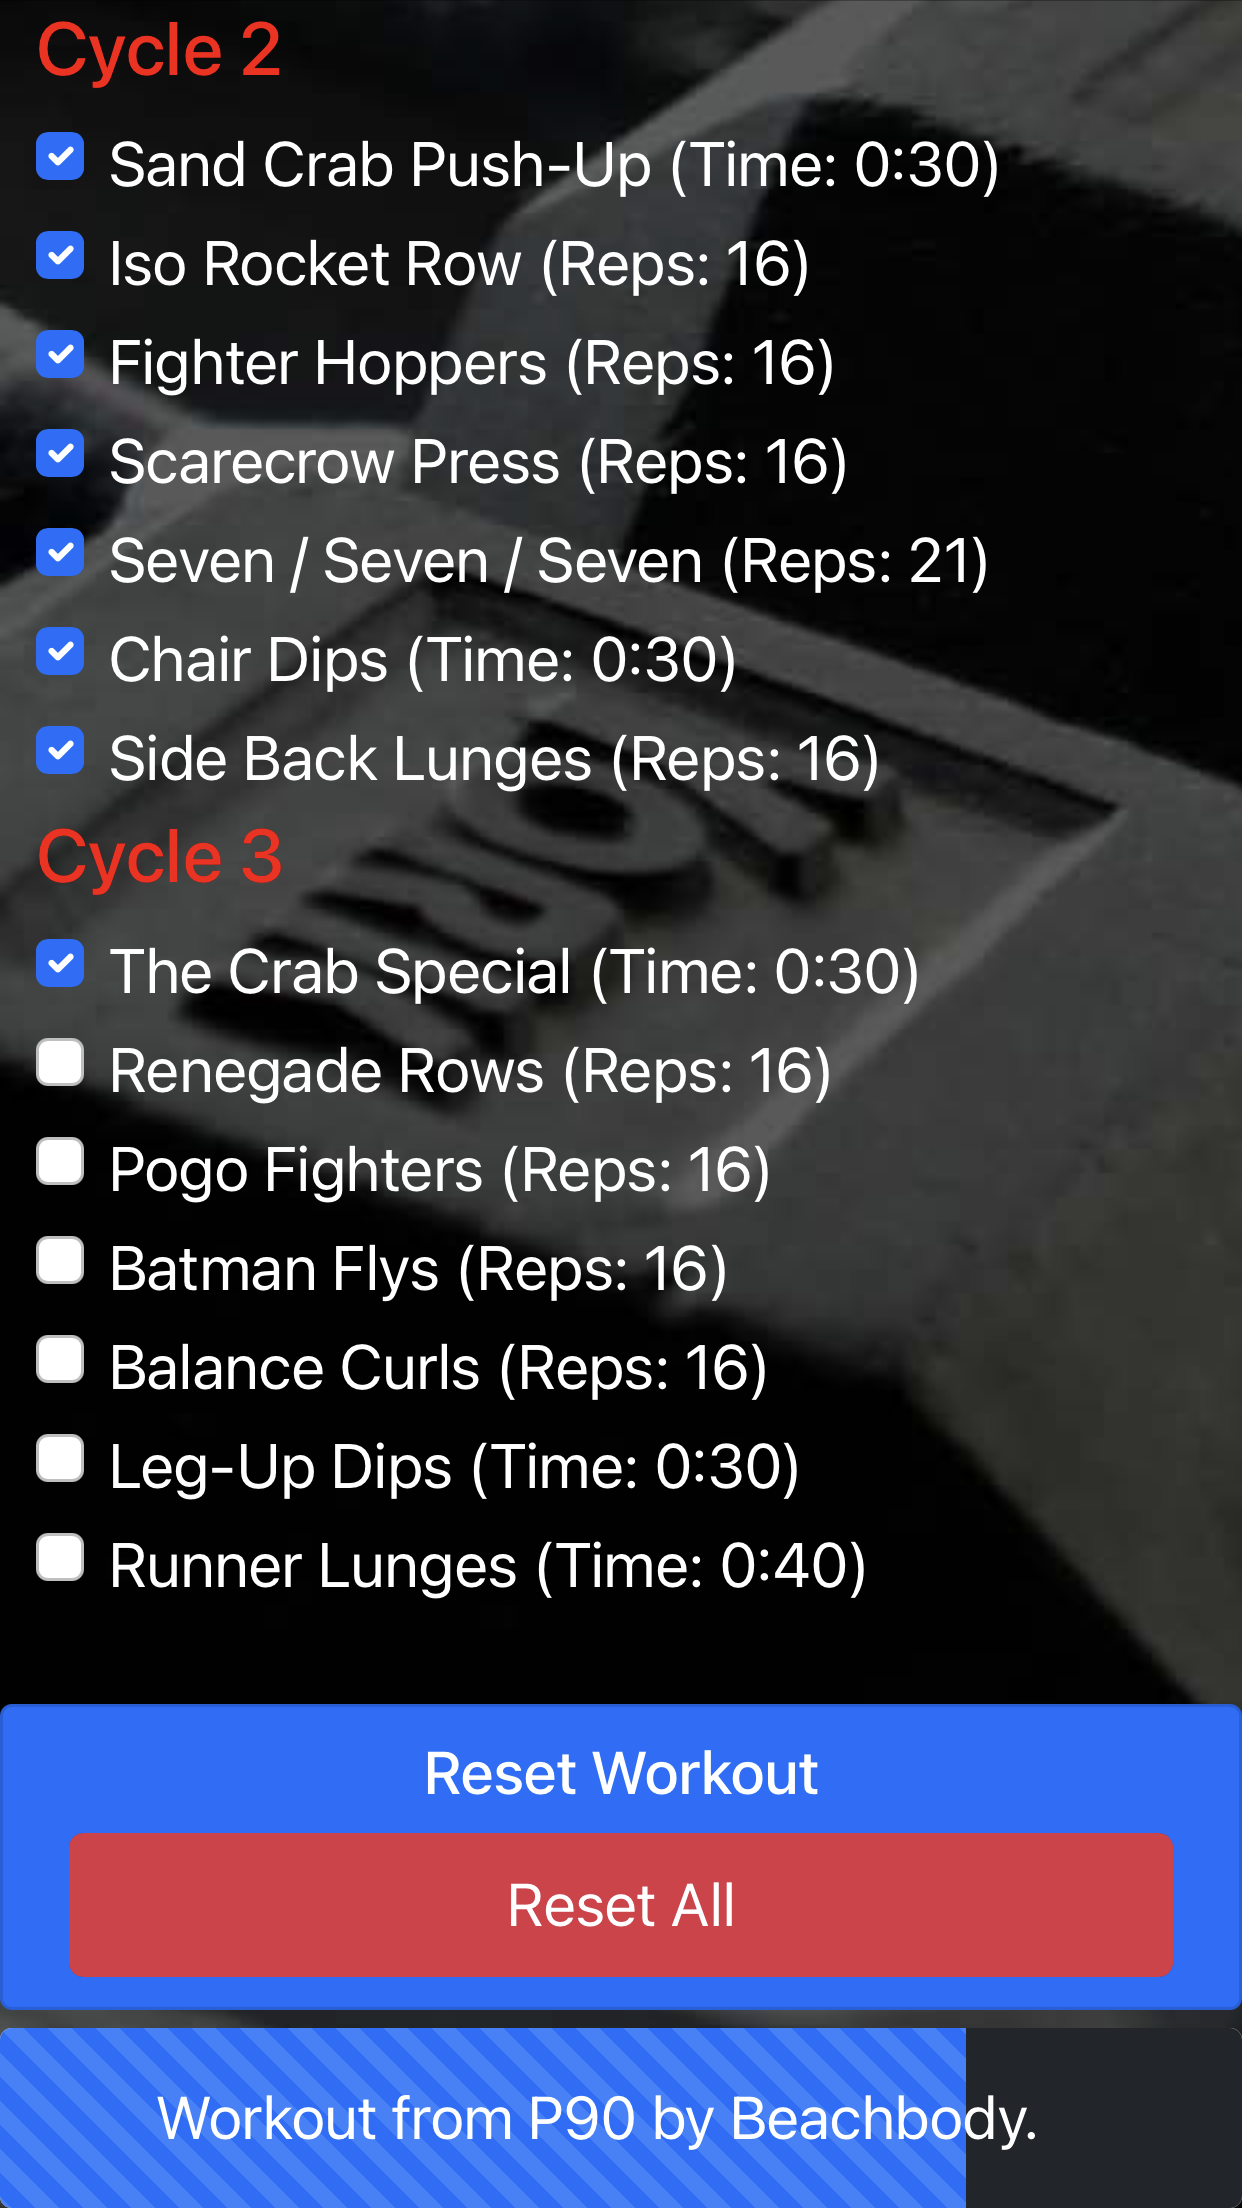 Cycle 2
Sand Crab Push-Up (Time: 0:30)
Iso Rocket Row (Reps: 16)
Fighter Hoppers (Reps: 16)
Scarecrow Press (Reps: 16)
Seven / Seven / Seven (Reps: 21)
Chair Dips (Time: 0:30)
Side Back Lunges (Reps: 16)
Cycle 3
The Crab Special (Time: 0:30)
Renegade Rows (Reps: 16)
Pogo Fighters (Reps: 16)
Batman Flys (Reps: 16)
Balance Curls (Reps: 16)
Leg-Up Dips (Time: 0:30)
Runner Lunges (Time: 0:40)
Reset Workout
Reset All
Workout from P90 by Beachbody.